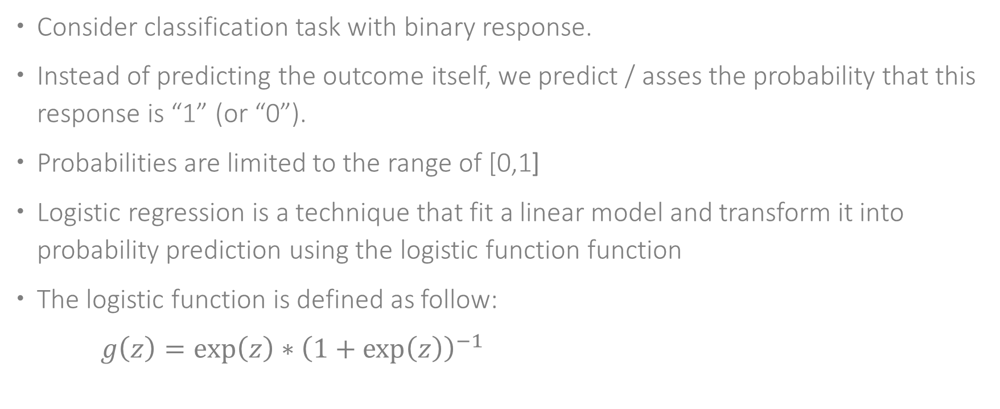 • Consider classification task with binary response.
• Instead of predicting the outcome itself, we predict / asses the probability that this
response is “1” (or “0”).
• Probabilities are limited to the range of [0,1]
• Logistic regression is a technique that fit a linear model and transform it into
probability prediction using the logistic function function
• The logistic function is defined as follow:
g(z) = exp(z) * (1 + exp(z))⁻¹